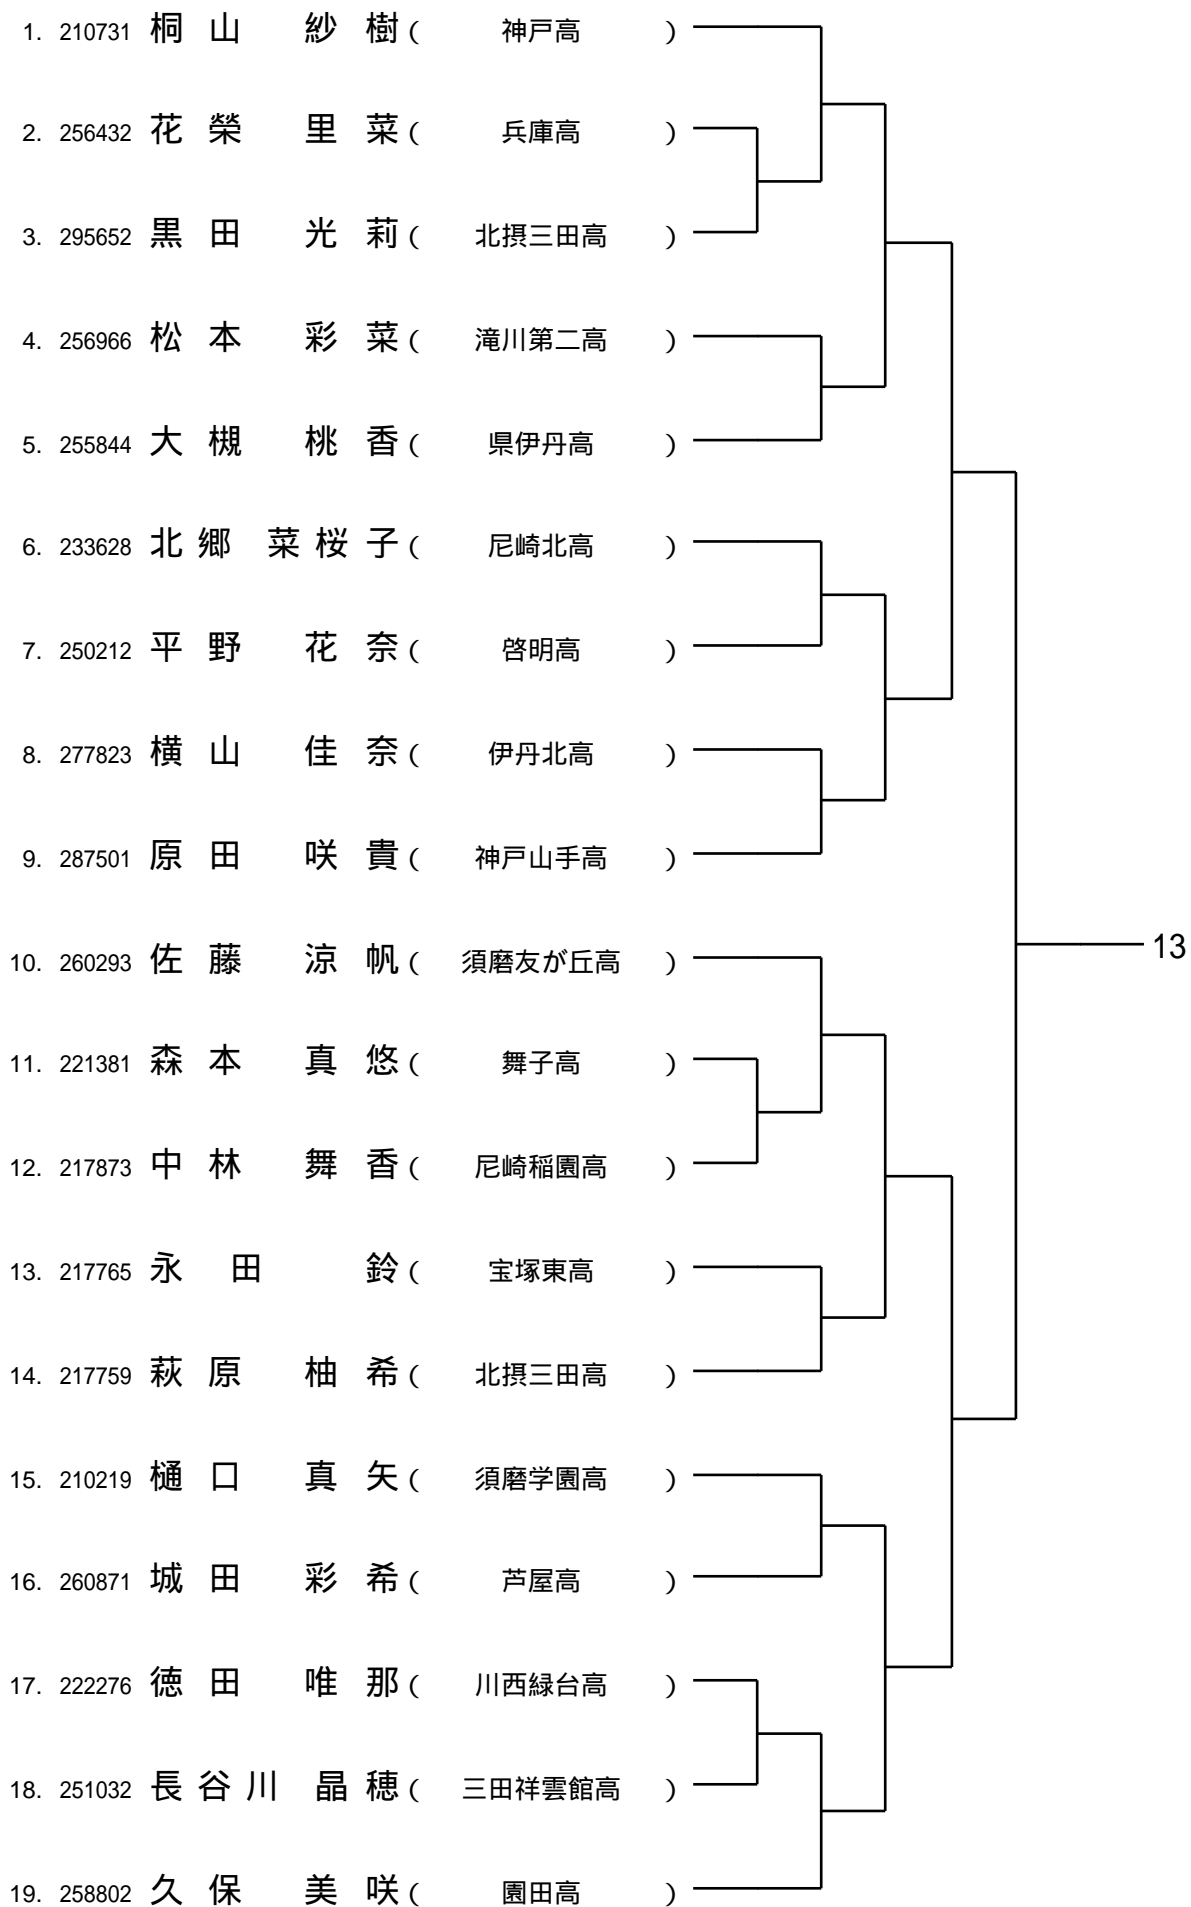 1. 210731 桐山 紗樹 ( 神戸高 )
2. 256432 花榮 里菜 ( 兵庫高 )
3. 295652 黒田 光莉 ( 北摂三田高 )
4. 256966 松本 彩菜 ( 滝川第二高 )
5. 255844 大槻 桃香 ( 県伊丹高 )
6. 233628 北郷 菜桜子 ( 尼崎北高 )
7. 250212 平野 花奈 ( 啓明高 )
8. 277823 横山 佳奈 ( 伊丹北高 )
9. 287501 原田 咲貴 ( 神戸山手高 )
13
10. 260293 佐藤 涼帆 ( 須磨友が丘高 )
11. 221381 森本 真悠 ( 舞子高 )
12. 217873 中林 舞香 ( 尼崎稲園高 )
13. 217765 永田 鈴 ( 宝塚東高 )
14. 217759 萩原 柚希 ( 北摂三田高 )
15. 210219 樋口 真矢 ( 須磨学園高 )
16. 260871 城田 彩希 ( 芦屋高 )
17. 222276 徳田 唯那 ( 川西緑台高 )
18. 251032 長谷川 晶穂 ( 三田祥雲館高 )
19. 258802 久保 美咲 ( 園田高 )